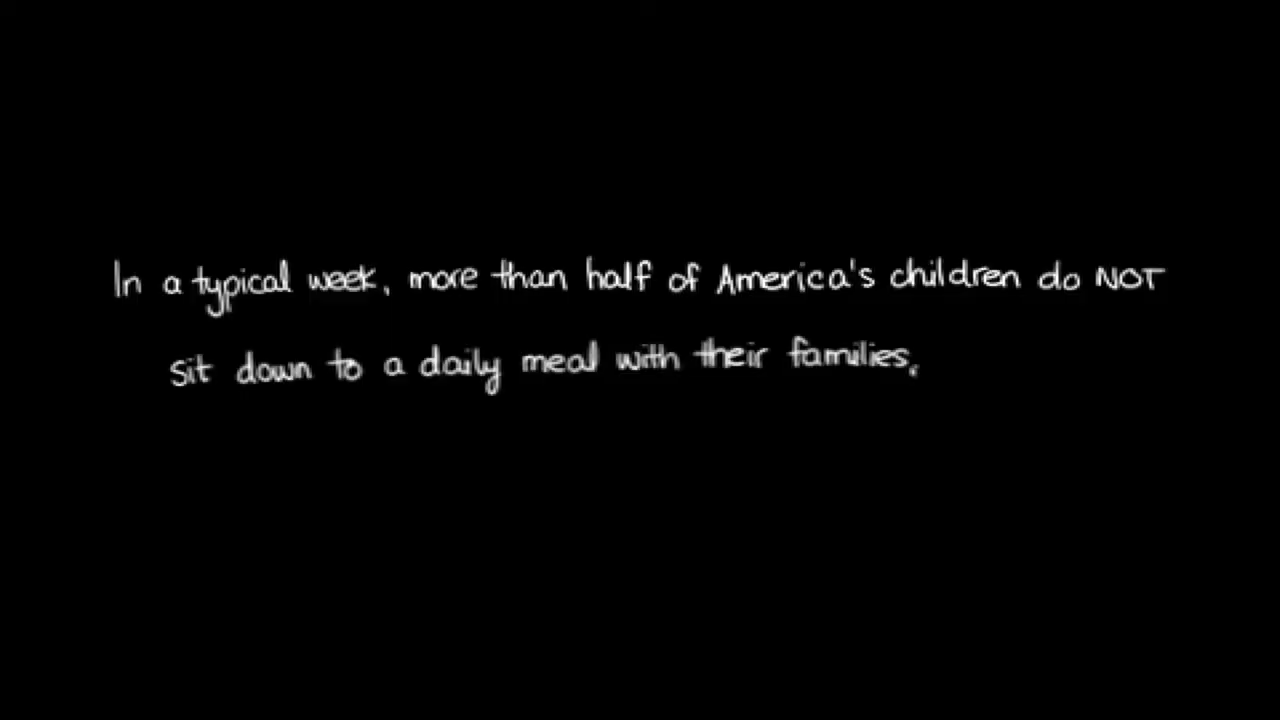 In a typical week, more than half of America's children do NOT
sit down to a daily meal with their families.